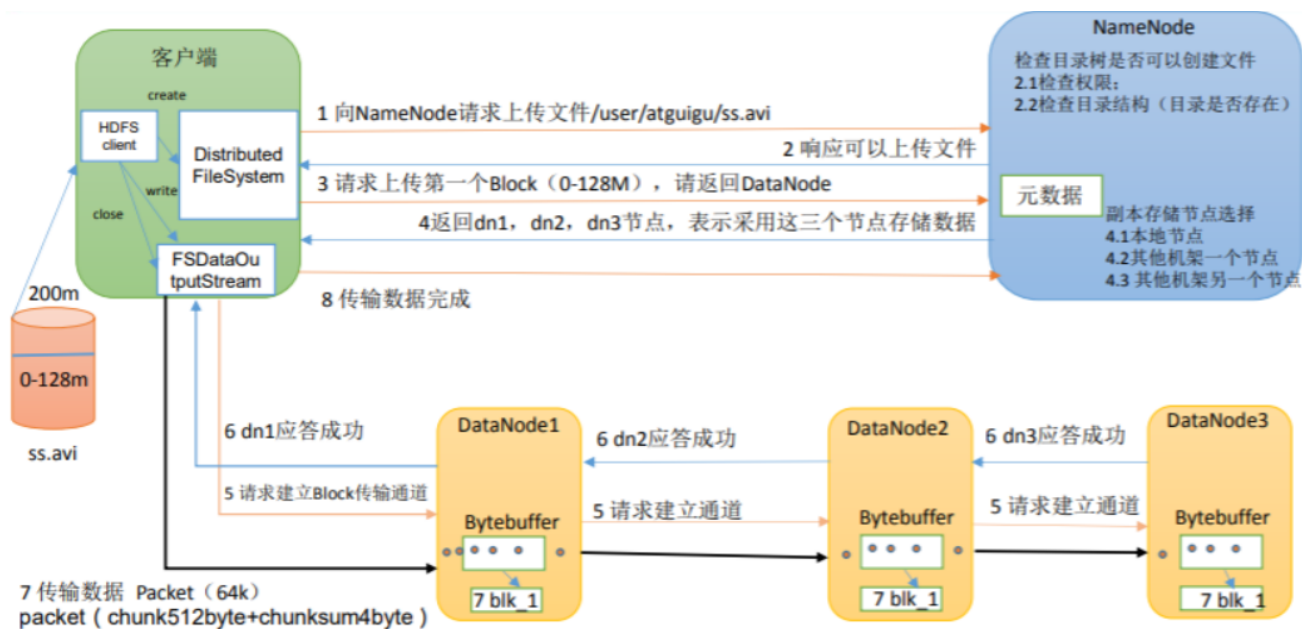 客户端
create
HDFS
client
Distributed
FileSystem
write
close
FSDataOu
tputStream
200m
0-128m
ss.avi
1 向NameNode请求上传文件/user/atguigu/ss.avi
2 响应可以上传文件
3 请求上传第一个Block（0-128M），请返回DataNode
4返回dn1，dn2，dn3节点，表示采用这三个节点存储数据
8 传输数据完成
NameNode
检查目录树是否可以创建文件
2.1检查权限；
2.2检查目录结构（目录是否存在）
元数据
副本存储节点选择
4.1本地节点
4.2其他机架一个节点
4.3 其他机架另一个节点
6 dn1应答成功
5 请求建立Block传输通道
DataNode1
Bytebuffer
7 blk_1
6 dn2应答成功
5 请求建立通道
DataNode2
Bytebuffer
7 blk_1
6 dn3应答成功
5 请求建立通道
DataNode3
Bytebuffer
7 blk_1
7 传输数据 Packet（64k）
packet（chunk512byte+chunksum4byte）